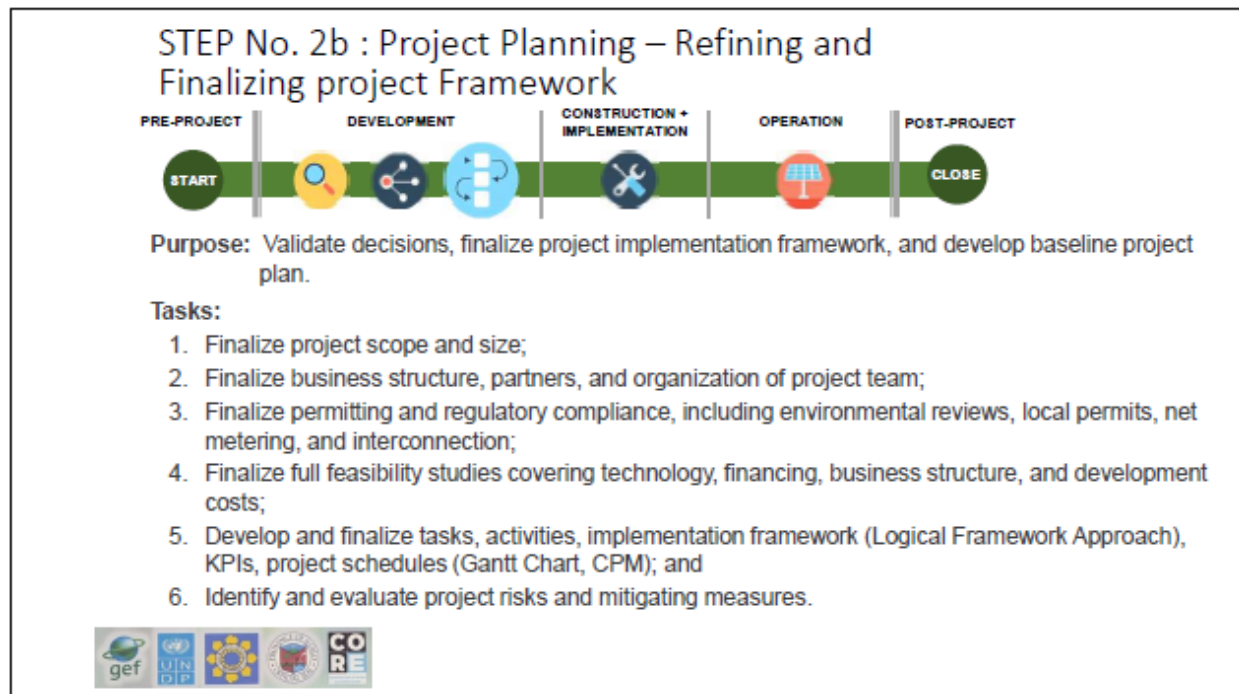 STEP No. 2b : Project Planning – Refining and
Finalizing project Framework
PRE-PROJECT
DEVELOPMENT
CONSTRUCTION +
IMPLEMENTATION
OPERATION
POST-PROJECT
START
CLOSE
Purpose: Validate decisions, finalize project implementation framework, and develop baseline project
plan.
Tasks:
1. Finalize project scope and size;
2. Finalize business structure, partners, and organization of project team;
3. Finalize permitting and regulatory compliance, including environmental reviews, local permits, net
metering, and interconnection;
4. Finalize full feasibility studies covering technology, financing, business structure, and development
costs;
5. Develop and finalize tasks, activities, implementation framework (Logical Framework Approach),
KPIs, project schedules (Gantt Chart, CPM); and
6. Identify and evaluate project risks and mitigating measures.
gef
UN
DP
CO
RE